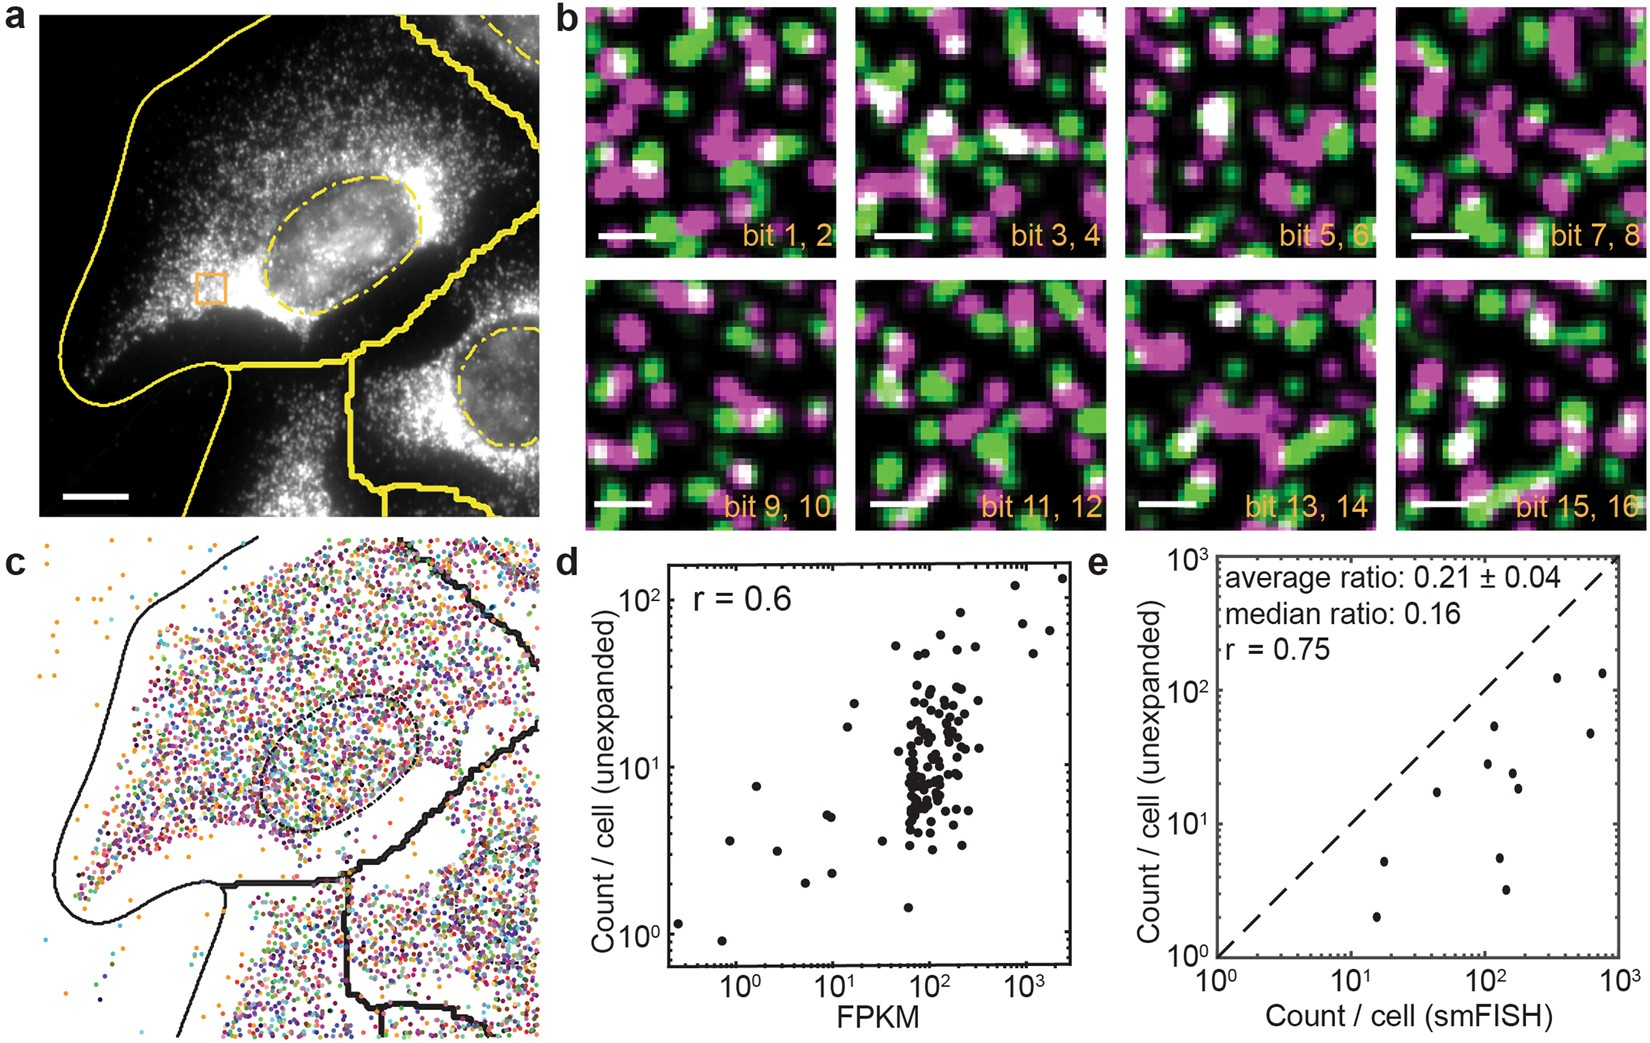 a
b
bit 1, 2
bit 3, 4
bit 5, 6
bit 7, 8
bit 9, 10
bit 11, 12
bit 13, 14
bit 15, 16
c
d
r = 0.6
10²
10¹
10⁰
Count / cell (unexpanded)
10⁰
10¹
10²
10³
FPKM
e
average ratio: 0.21 ± 0.04
median ratio: 0.16
r = 0.75
10³
10²
10¹
10⁰
Count / cell (unexpanded)
10⁰
10¹
10²
10³
Count / cell (smFISH)